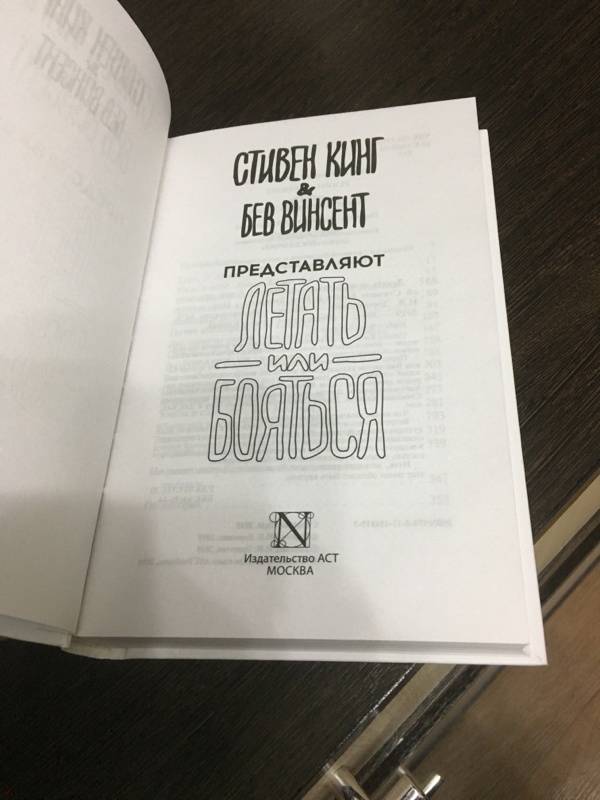 СТИВЕН КИНГ
&
БЕВ ВИНСЕНТ
ПРЕДСТАВЛЯЮТ
ЛЕТАТЬ
ИЛИ
БОЯТЬСЯ
N
Издательство АСТ
МОСКВА